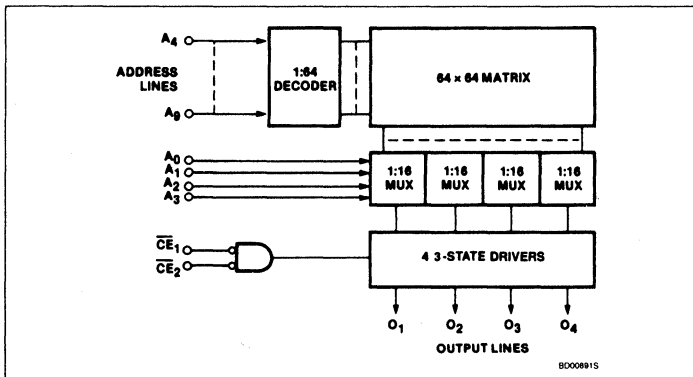 A4
1:64
DECODER
64 × 64 MATRIX
ADDRESS
LINES
A9
A0
A1
A2
A3
1:16
MUX
1:16
MUX
1:16
MUX
1:16
MUX
CE1
CE2
4 3-STATE DRIVERS
O1 O2 O3 O4
OUTPUT LINES
BD00891S